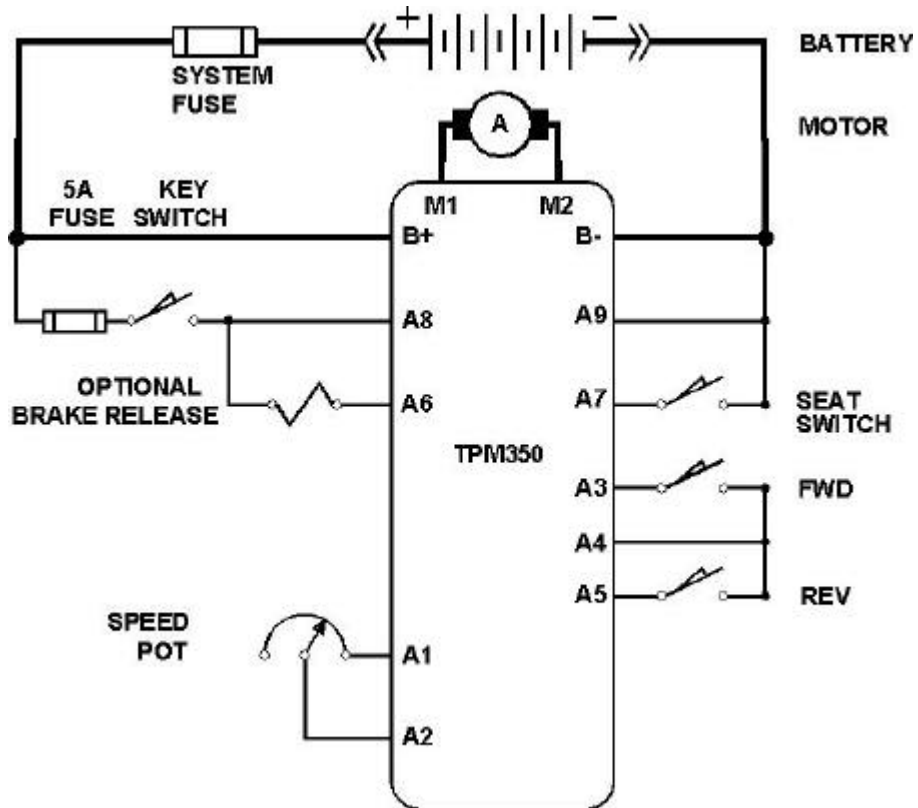 + −
BATTERY
SYSTEM
FUSE
A
MOTOR
5A
FUSE
KEY
SWITCH
M1 M2
B+ B-
A8 A9
OPTIONAL
BRAKE RELEASE
A6 A7
SEAT
SWITCH
TPM350
A3 FWD
A4
A5 REV
SPEED
POT
A1
A2